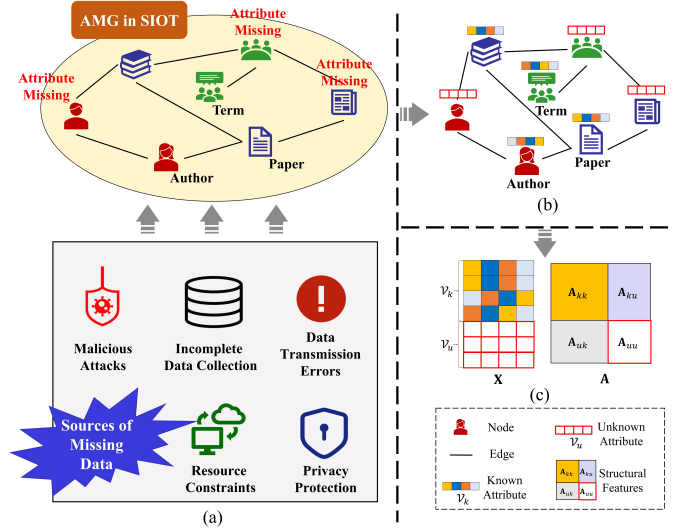 AMG in SIOT
Attribute
Missing
Attribute
Missing
Attribute
Missing
Term
Author
Paper
Malicious
Attacks
Incomplete
Data Collection
Data
Transmission
Errors
Sources of
Missing
Data
Resource
Constraints
Privacy
Protection
(a)
Term
Paper
Author
(b)
𝒱ₖ
𝒱ᵤ
X
Aₖₖ
Aₖᵤ
Aᵤₖ
Aᵤᵤ
A
(c)
Node
Edge
Known
Attribute
𝒱ₖ
Unknown
Attribute
𝒱ᵤ
Aₖₖ
Aₖᵤ
Aᵤₖ
Aᵤᵤ
Structural
Features